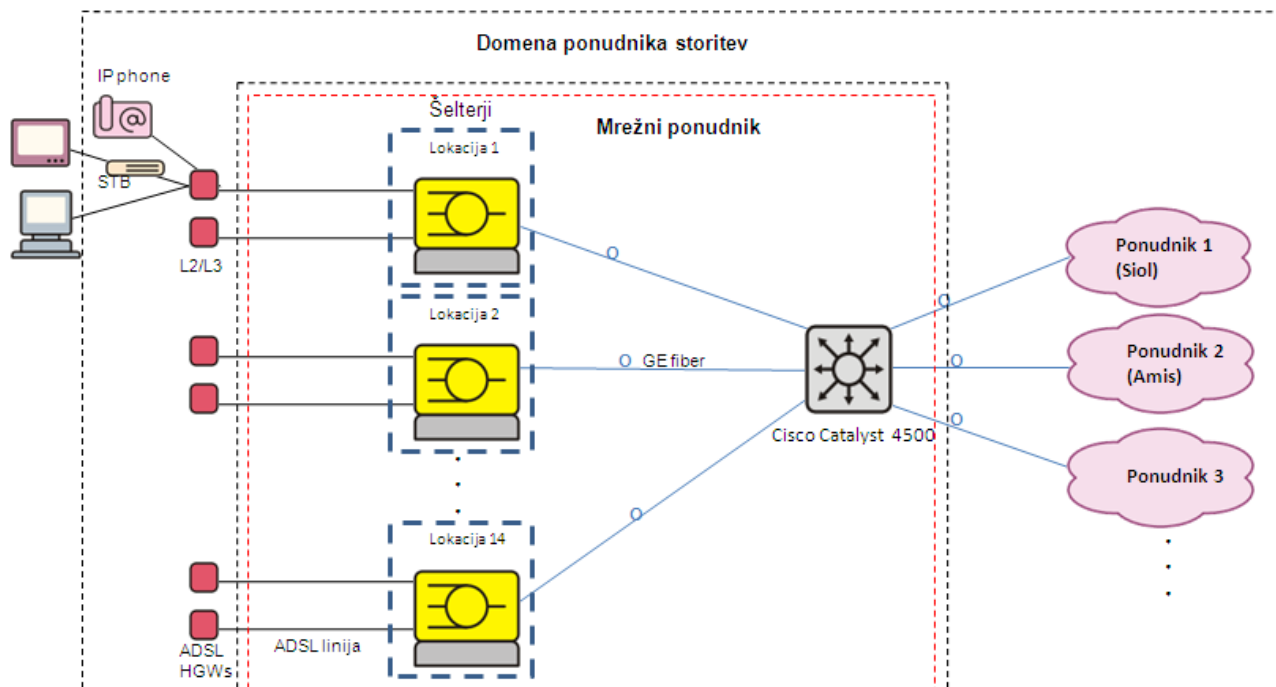 Domena ponudnika storitev
IP phone
Šelterji
Mrežni ponudnik
Lokacija 1
STB
L2/L3
Ponudnik 1
(Siol)
Lokacija 2
GE fiber
Ponudnik 2
(Amis)
Cisco Catalyst 4500
Ponudnik 3
Lokacija 14
ADSL linija
ADSL
HGWs